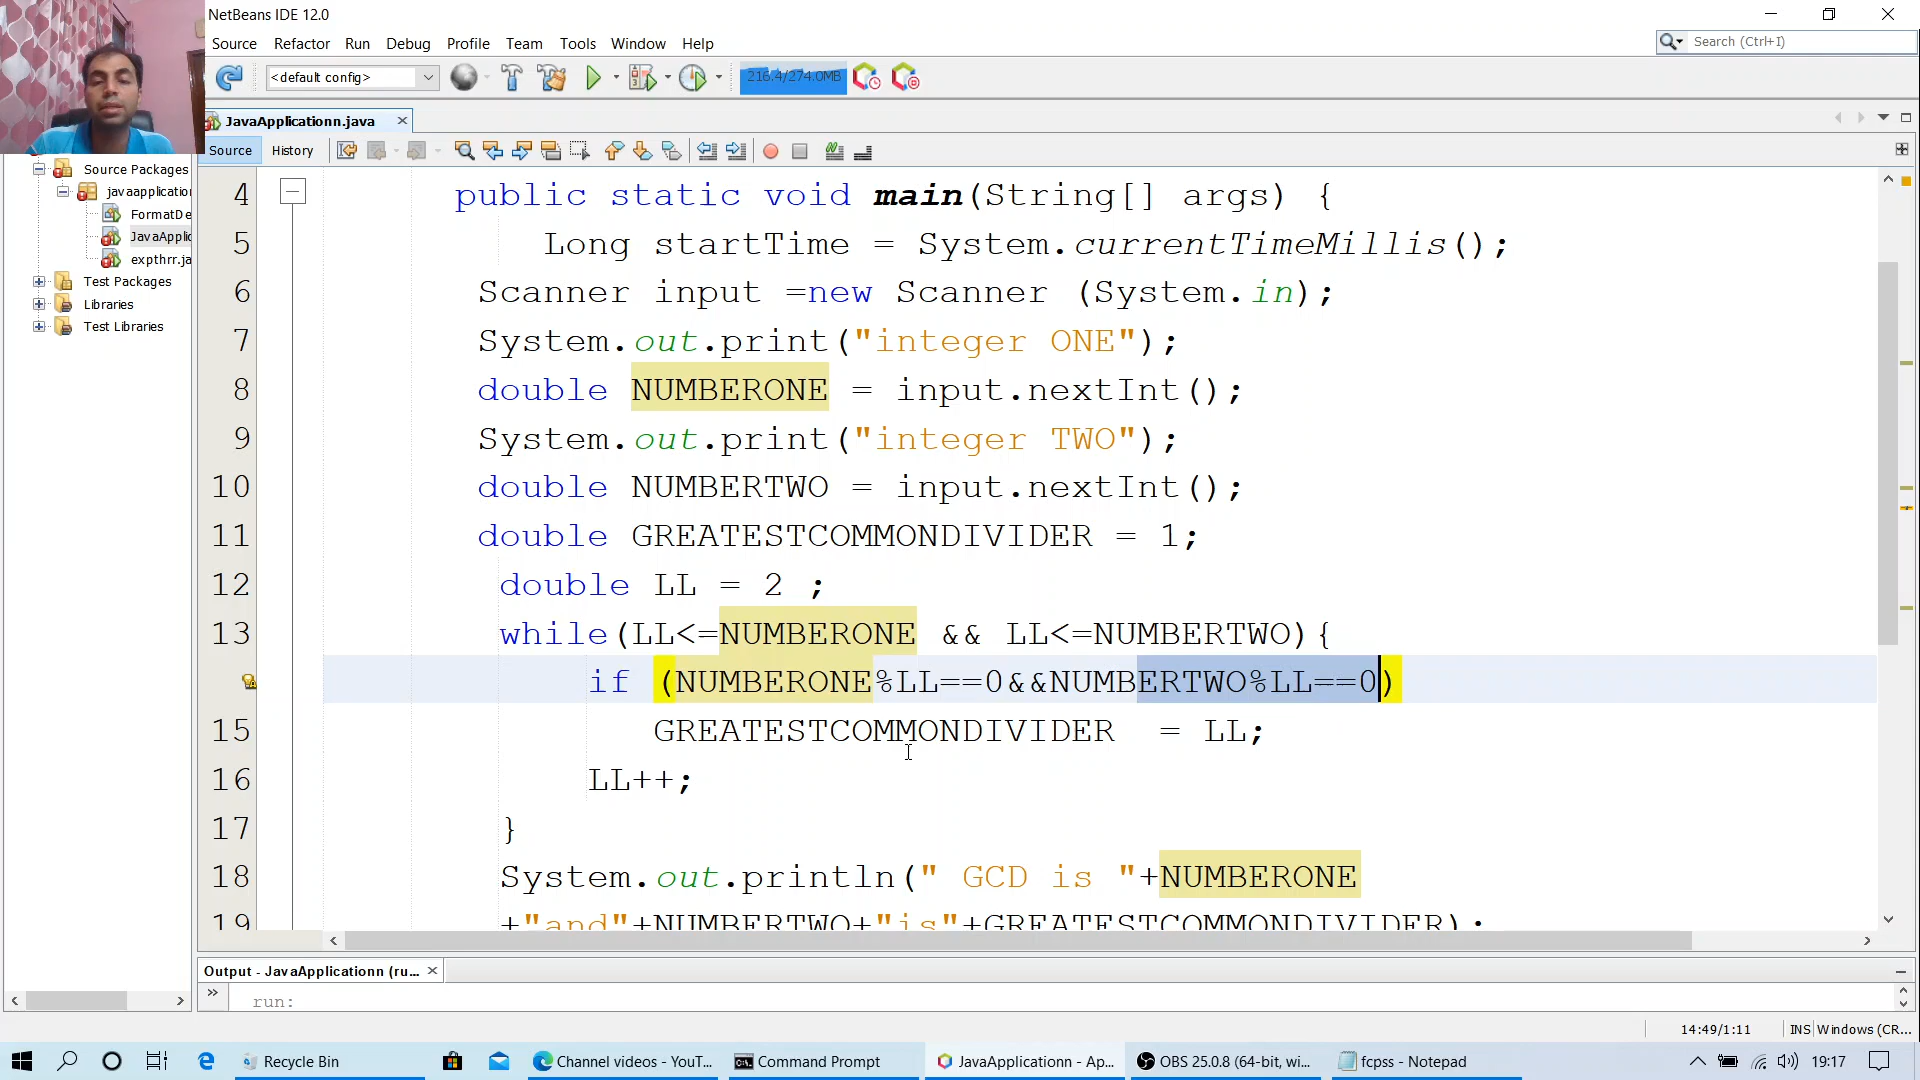 NetBeans IDE 12.0
Source Refactor Run Debug Profile Team Tools Window Help
Search (Ctrl+I)
<default config>
216.4/274.0MB
JavaApplicationn.java
Source History
Source Packages
javaapplicatio
FormatDe
JavaApplic
expthrr.ja
Test Packages
Libraries
Test Libraries
4 public static void main(String[] args) {
5 Long startTime = System.currentTimeMillis();
6 Scanner input =new Scanner (System.in);
7 System.out.print("integer ONE");
8 double NUMBERONE = input.nextInt();
9 System.out.print("integer TWO");
10 double NUMBERTWO = input.nextInt();
11 double GREATESTCOMMONDIVIDER = 1;
12 double LL = 2 ;
13 while(LL<=NUMBERONE && LL<=NUMBERTWO){
if (NUMBERONE%LL==0&&NUMBERTWO%LL==0)
15 GREATESTCOMMONDIVIDER = LL;
16 LL++;
17 }
18 System.out.println(" GCD is "+NUMBERONE
19 +"and"+NUMBERTWO+"is"+GREATESTCOMMONDIVIDER);
Output - JavaApplicationn (ru...
run:
14:49/1:11 INS Windows (CR...
Recycle Bin
Channel videos - YouT...
Command Prompt
JavaApplicationn - Ap...
OBS 25.0.8 (64-bit, wi...
fcpss - Notepad
19:17